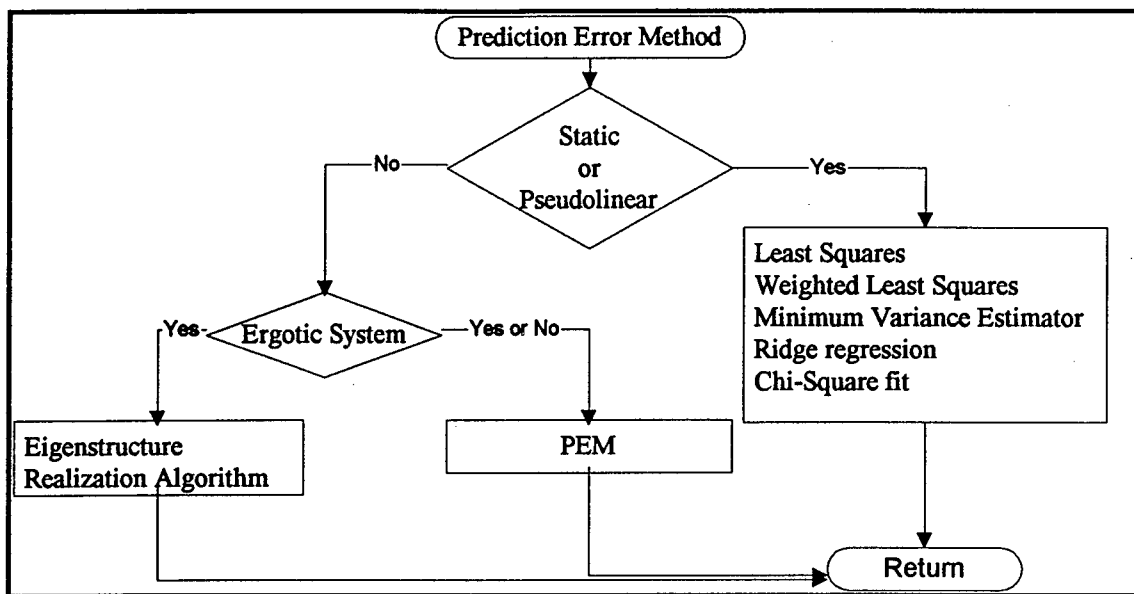 Prediction Error Method
Static
or
Pseudolinear
No
Yes
Least Squares
Weighted Least Squares
Minimum Variance Estimator
Ridge regression
Chi-Square fit
Yes
Ergotic System
Yes or No
Eigenstructure
Realization Algorithm
PEM
Return